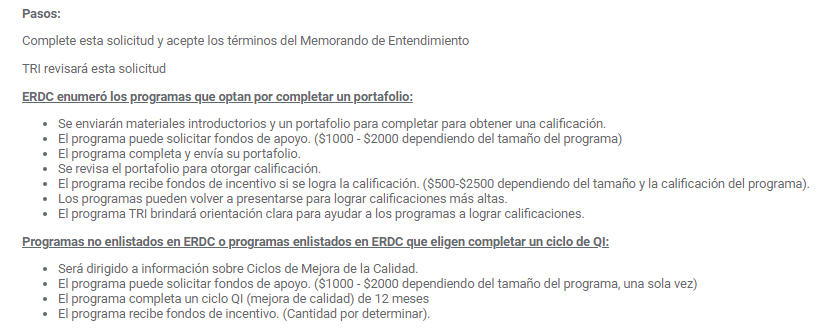 Pasos:
Complete esta solicitud y acepte los términos del Memorando de Entendimiento
TRI revisará esta solicitud
ERDC enumeró los programas que optan por completar un portafolio:
• Se enviarán materiales introductorios y un portafolio para completar para obtener una calificación.
• El programa puede solicitar fondos de apoyo. ($1000 - $2000 dependiendo del tamaño del programa)
• El programa completa y envía su portafolio.
• Se revisa el portafolio para otorgar calificación.
• El programa recibe fondos de incentivo si se logra la calificación. ($500-$2500 dependiendo del tamaño y la calificación del programa).
• Los programas pueden volver a presentarse para lograr calificaciones más altas.
• El programa TRI brindará orientación clara para ayudar a los programas a lograr calificaciones.
Programas no enlistados en ERDC o programas enlistados en ERDC que eligen completar un ciclo de QI:
• Será dirigido a información sobre Ciclos de Mejora de la Calidad.
• El programa puede solicitar fondos de apoyo. ($1000 - $2000 dependiendo del tamaño del programa, una sola vez)
• El programa completa un ciclo QI (mejora de calidad) de 12 meses
• El programa recibe fondos de incentivo. (Cantidad por determinar).